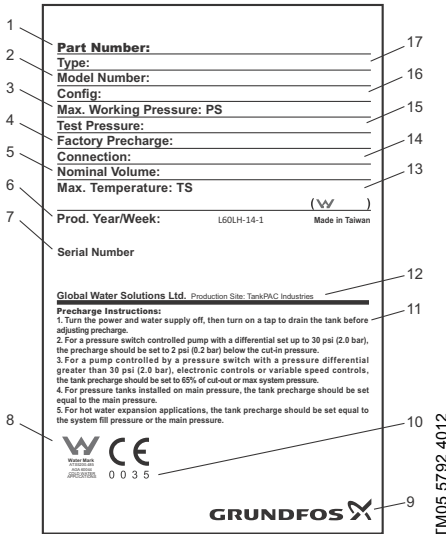 1
Part Number:
17
Type:
2
Model Number:
16
Config:
3
Max. Working Pressure: PS
15
Test Pressure:
4
Factory Precharge:
14
Connection:
5
Nominal Volume:
13
Max. Temperature: TS
( W )
6
Prod. Year/Week: L60LH-14-1 Made in Taiwan
7
Serial Number
12
Global Water Solutions Ltd. Production Site: TankPAC Industries
11
Precharge Instructions:
1. Turn the power and water supply off, then turn on a tap to drain the tank before
adjusting precharge.
2. For a pressure switch controlled pump with a differential set up to 30 psi (2.0 bar),
the precharge should be set to 2 psi (0.2 bar) below the cut-in pressure.
3. For a pump controlled by a pressure switch with a pressure differential
greater than 30 psi (2.0 bar), electronic controls or variable speed controls,
the tank precharge should be set to 65% of cut-out or max system pressure.
4. For pressure tanks installed on main pressure, the tank precharge should be set
equal to the main pressure.
5. For hot water expansion applications, the tank precharge should be set equal to
the system fill pressure or the main pressure.
8
10
W CE
Water Mark
COLD WATER
APPLICATIONS
0 0 3 5
9
GRUNDFOS X
TM05 5792 4012